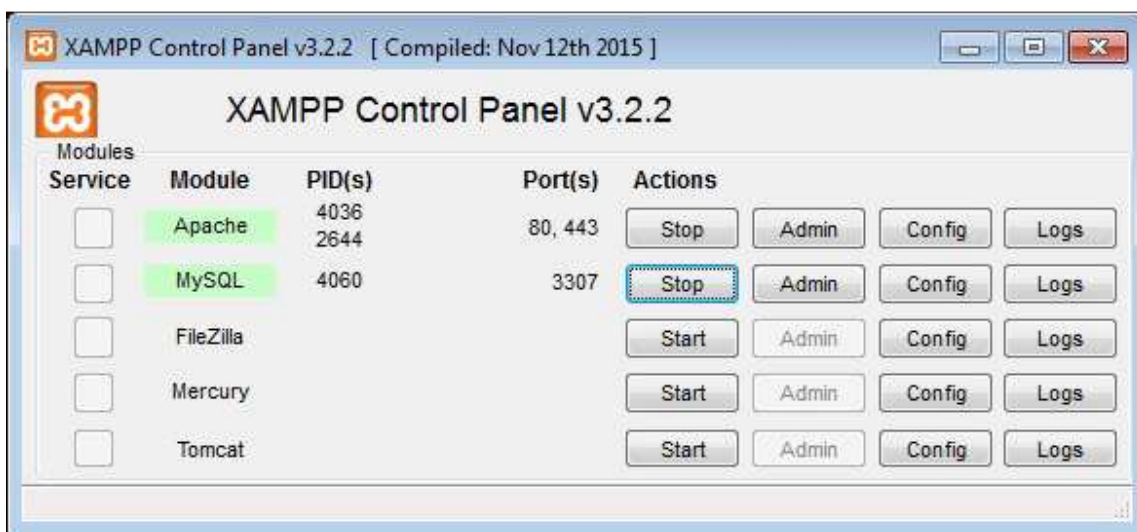 XAMPP Control Panel v3.2.2 [ Compiled: Nov 12th 2015 ]
XAMPP Control Panel v3.2.2
Modules
Service Module PID(s) Port(s) Actions
Apache 4036 2644 80, 443 Stop Admin Config Logs
MySQL 4060 3307 Stop Admin Config Logs
FileZilla Start Admin Config Logs
Mercury Start Admin Config Logs
Tomcat Start Admin Config Logs